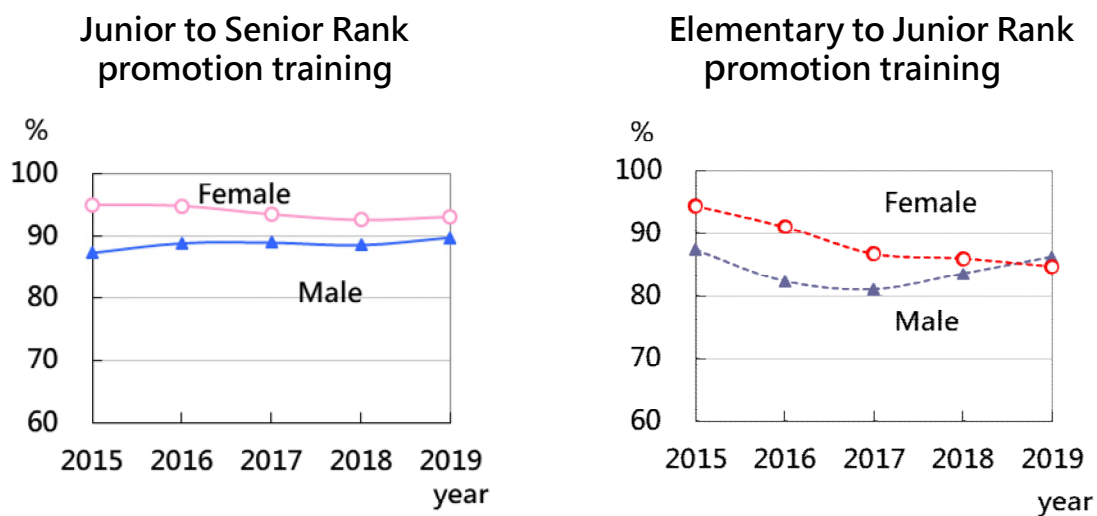 Junior to Senior Rank
promotion training
%
100
90
80
70
60
Female
Male
2015 2016 2017 2018 2019
year
Elementary to Junior Rank
promotion training
%
100
90
80
70
60
Female
Male
2015 2016 2017 2018 2019
year